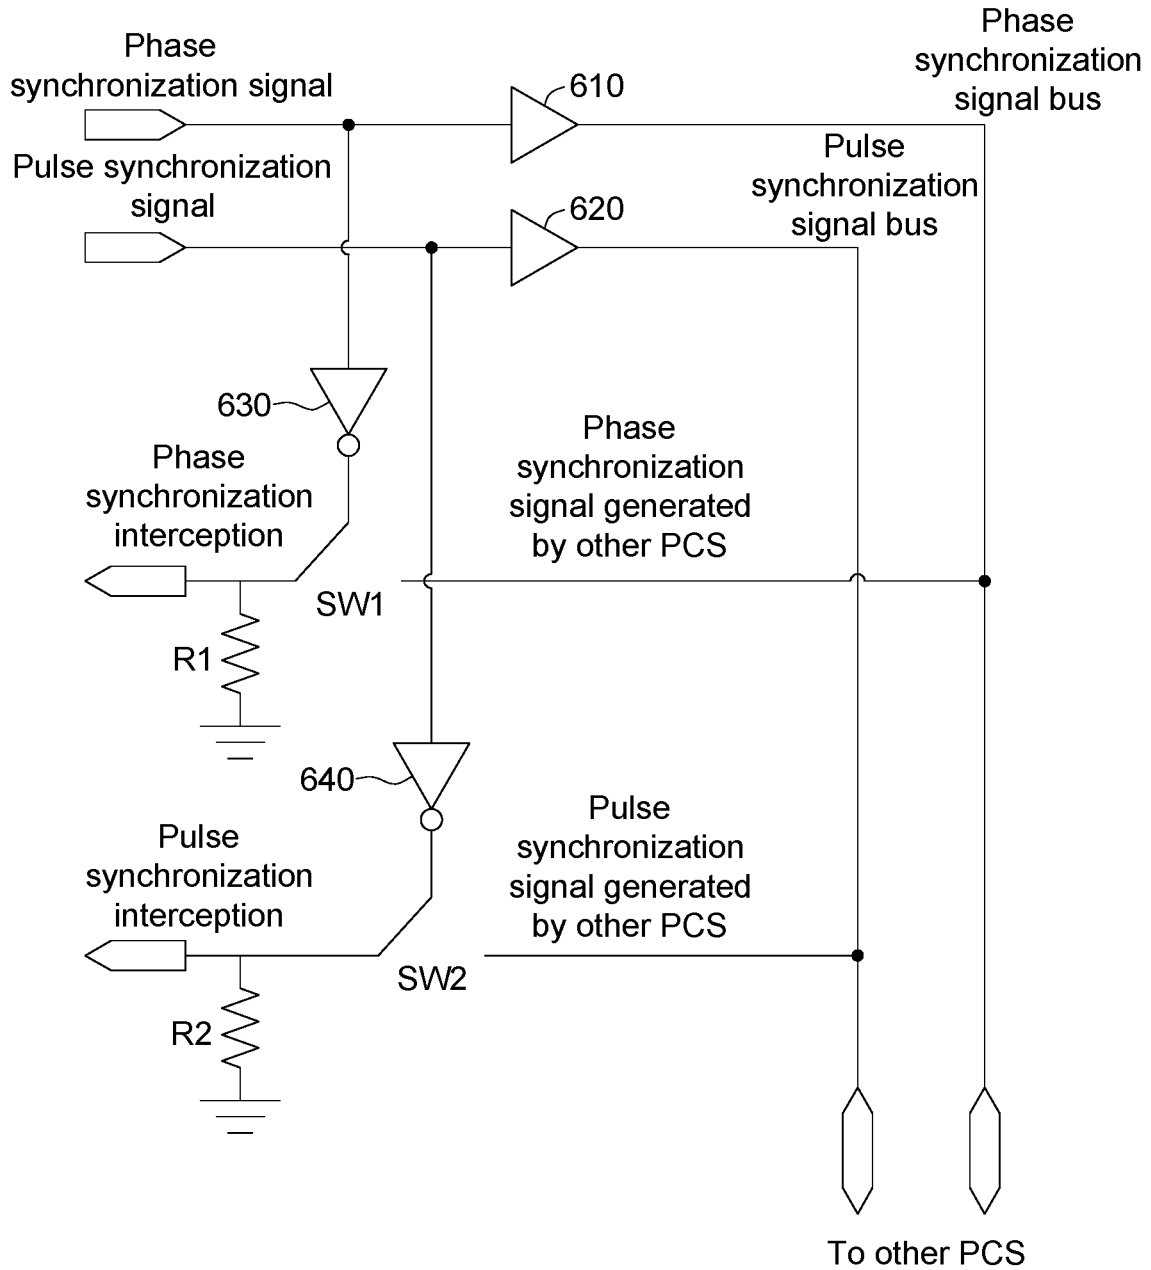 Phase
synchronization signal
610
Phase
synchronization
signal bus
Pulse synchronization
signal
620
Pulse
synchronization
signal bus
630
Phase
synchronization
interception
Phase
synchronization
signal generated
by other PCS
SW1
R1
640
Pulse
synchronization
interception
Pulse
synchronization
signal generated
by other PCS
SW2
R2
To other PCS